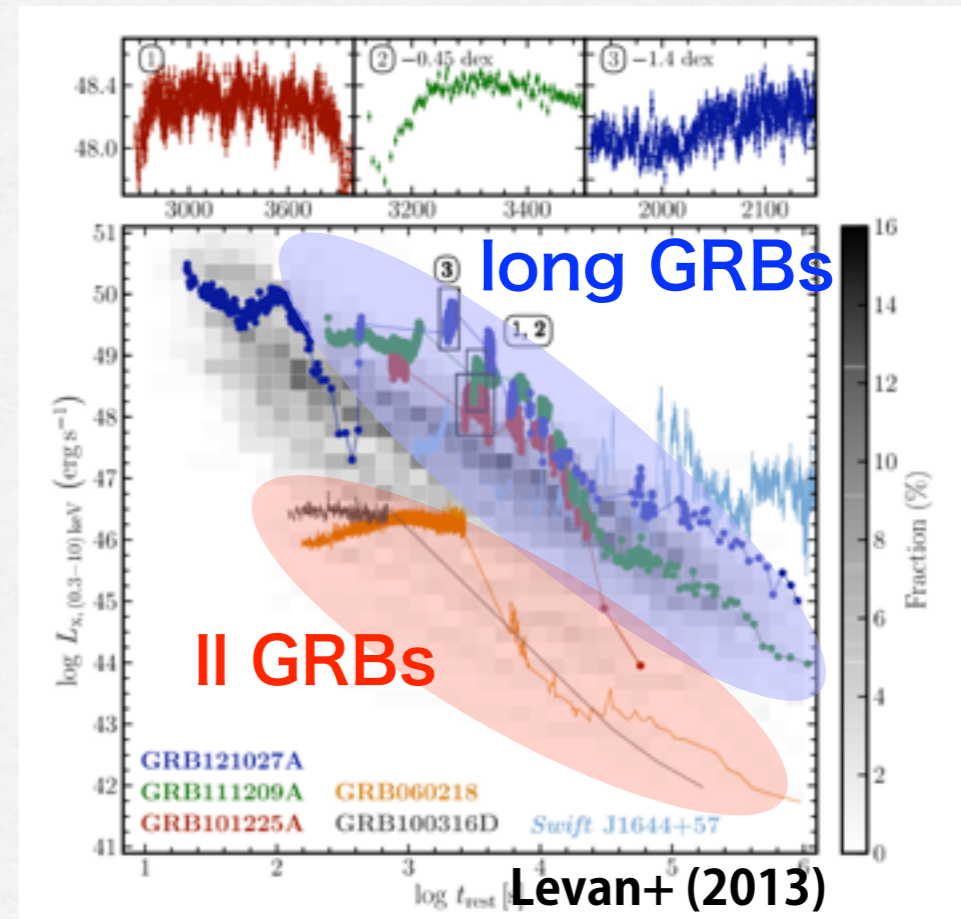 1
2 −0.45 dex
3 −1.4 dex
48.4
48.0
3000 3600 3200 3400 2000 2100
long GRBs
3
1, 2
51
50
49
48
47
46
45
44
43
42
41
log Lx, (0.3−10) keV (erg s−1)
ll GRBs
GRB121027A
GRB111209A GRB060218
GRB101225A GRB100316D Swift J1644+57
1 2 3 4 5 6
log trest [s]
Levan+ (2013)
16
14
12
10
8
6
4
2
0
Fraction (%)